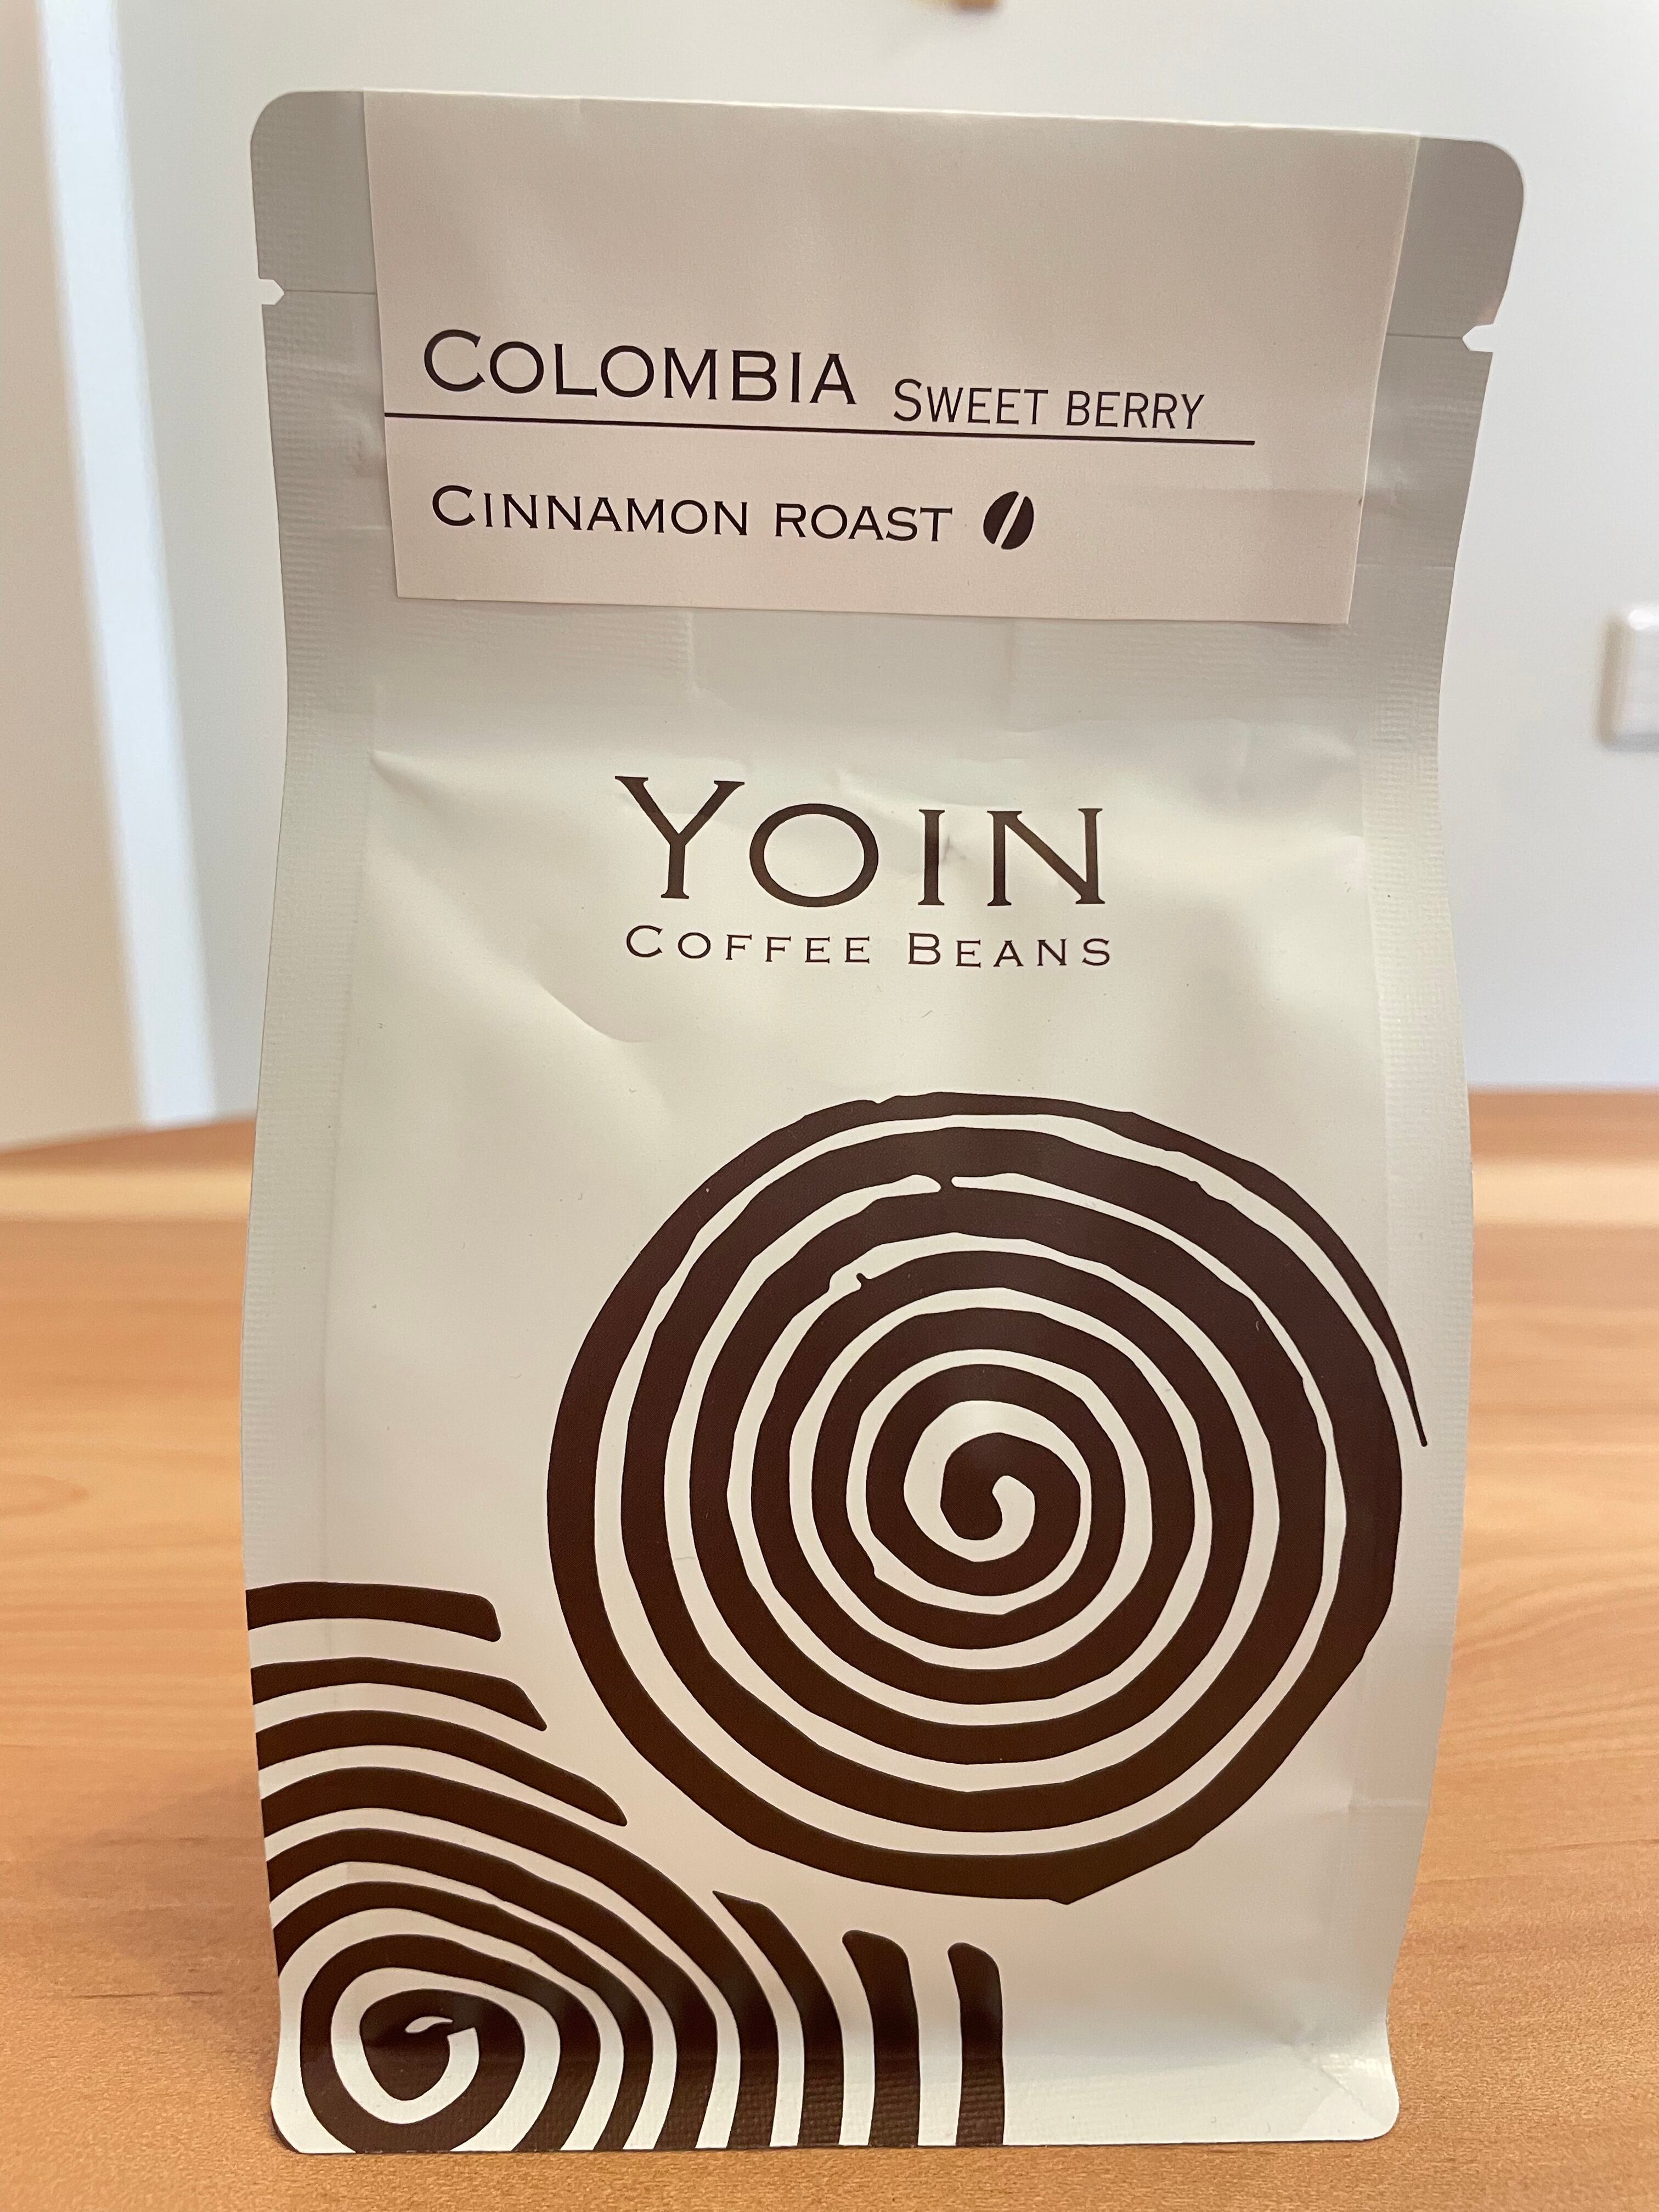 COLOMBIA SWEET BERRY
CINNAMON ROAST
YOIN
COFFEE BEANS